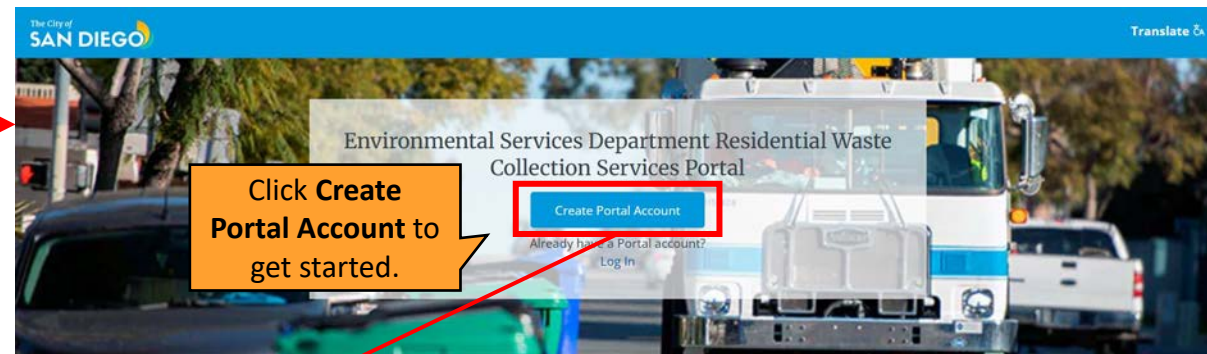 The City of
SAN DIEGO
Translate
Environmental Services Department Residential Waste
Collection Services Portal
Click Create
Portal Account to
get started.
Create Portal Account
Already have a Portal account?
Log In